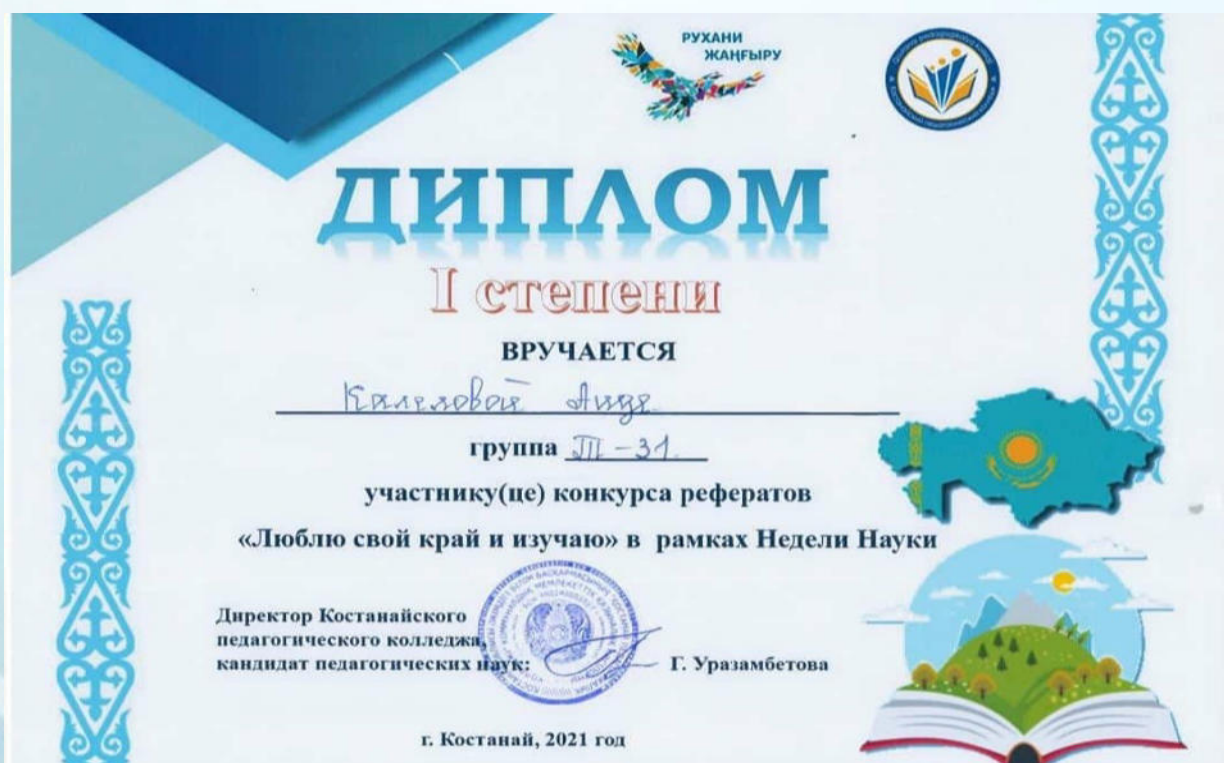 РУХАНИ
ЖАҢҒЫРУ
ДИПЛОМ
I степени
ВРУЧАЕТСЯ
Аиде
группа -31
участнику(це) конкурса рефератов
«Люблю свой край и изучаю» в рамках Недели Науки
Директор Костанайского
педагогического колледжа,
кандидат педагогических наук:
Г. Уразамбетова
г. Костанай, 2021 год